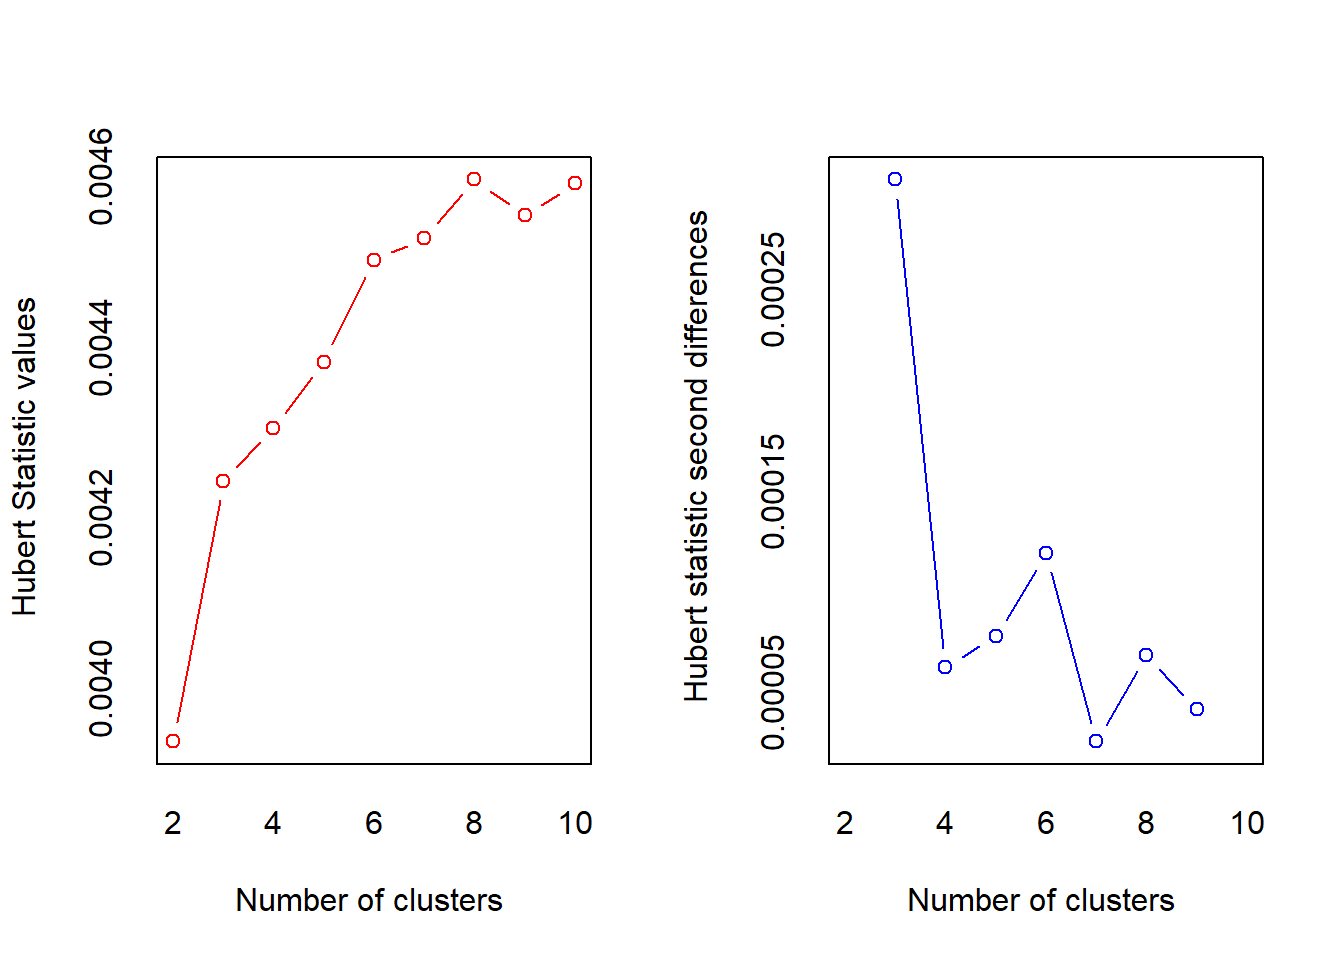 Hubert Statistic values
0.0046
0.0044
0.0042
0.0040
2 4 6 8 10
Number of clusters
Hubert statistic second differences
0.00025
0.00015
0.00005
2 4 6 8 10
Number of clusters